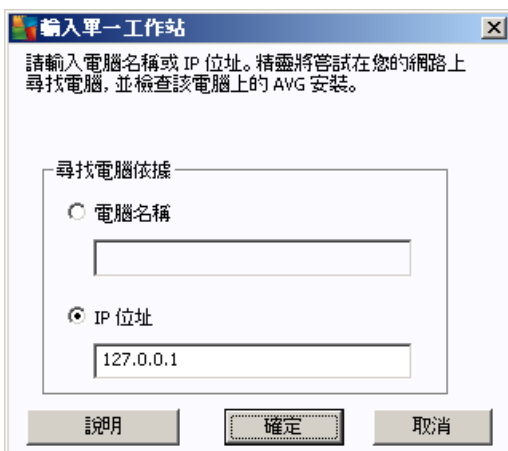 輸入單一工作站
請輸入電腦名稱或 IP 位址。精靈將嘗試在您的網路上
尋找電腦, 並檢查該電腦上的 AVG 安裝。
尋找電腦依據
電腦名稱
IP 位址
127.0.0.1
說明
確定
取消